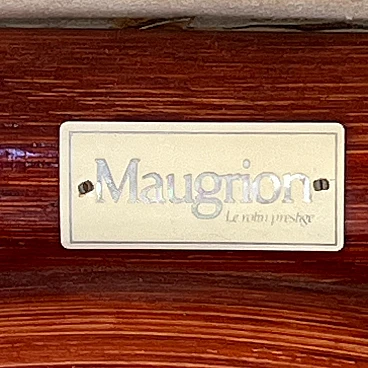 Maugrion
Le rotin prestige